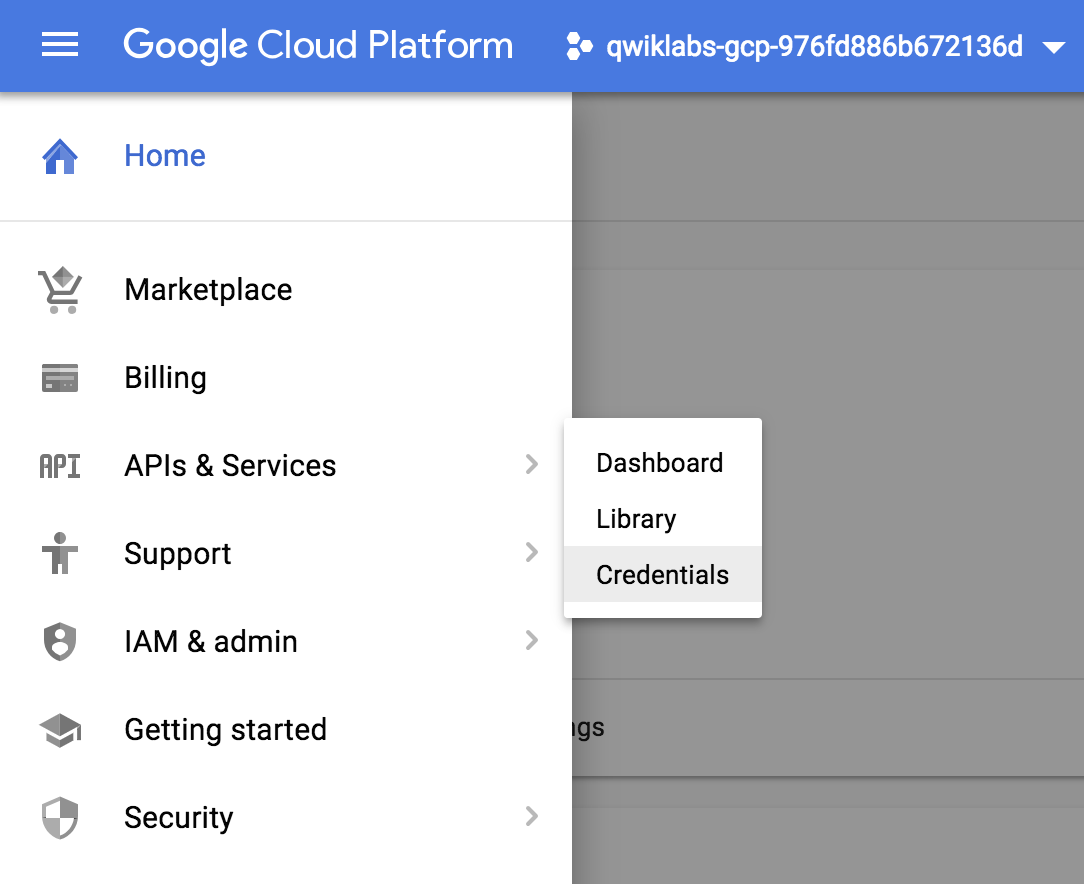 Google Cloud Platform
qwiklabs-gcp-976fd886b672136d
Home
Marketplace
Billing
API
APIs & Services
Dashboard
Library
Credentials
Support
IAM & admin
Getting started
ngs
Security